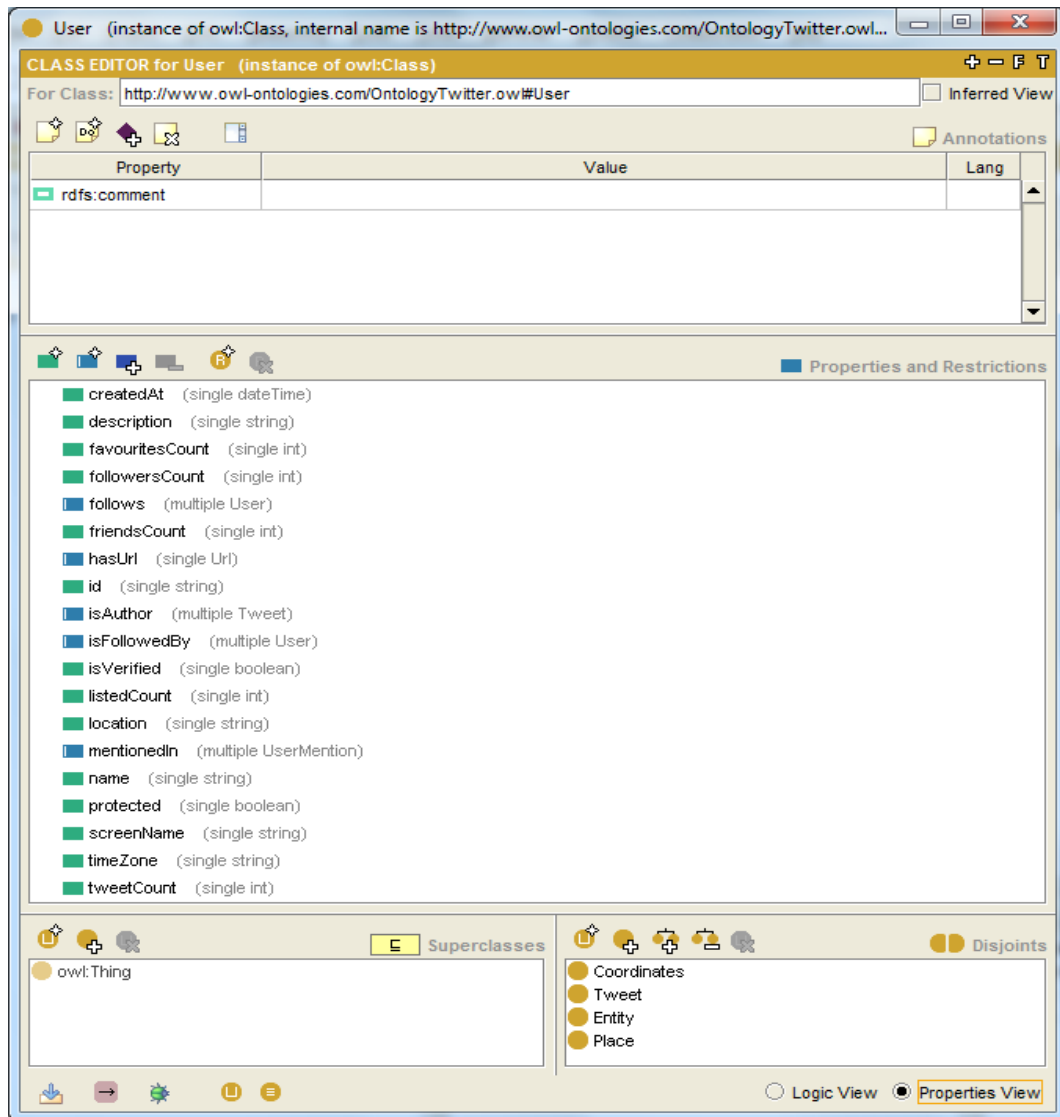 User (instance of owl:Class, internal name is http://www.owl-ontologies.com/OntologyTwitter.owl...
CLASS EDITOR for User (instance of owl:Class) F T
For Class: http://www.owl-ontologies.com/OntologyTwitter.owl#User Inferred View
Annotations
Property Value Lang
rdfs:comment
Properties and Restrictions
createdAt (single dateTime)
description (single string)
favouritesCount (single int)
followersCount (single int)
follows (multiple User)
friendsCount (single int)
hasUrl (single Url)
id (single string)
isAuthor (multiple Tweet)
isFollowedBy (multiple User)
isVerified (single boolean)
listedCount (single int)
location (single string)
mentionedIn (multiple UserMention)
name (single string)
protected (single boolean)
screenName (single string)
timeZone (single string)
tweetCount (single int)
⊑ Superclasses
owl:Thing
Disjoints
Coordinates
Tweet
Entity
Place
Logic View Properties View